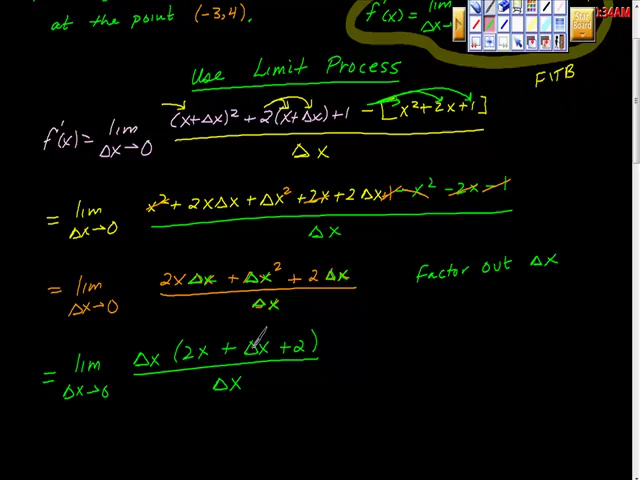 at the point (-3,4).
f'(x) = lim Δx→
:34AM
Use Limit Process
FITB
f'(x) = lim Δx→0 (x+Δx)² + 2(x+Δx) + 1 - [x²+2x+1] / Δx
= lim Δx→0 x² + 2xΔx + Δx² + 2x + 2Δx + 1 - x² - 2x - 1 / Δx
= lim Δx→0 2xΔx + Δx² + 2Δx / Δx Factor out Δx
= lim Δx→0 Δx (2x + Δx + 2) / Δx